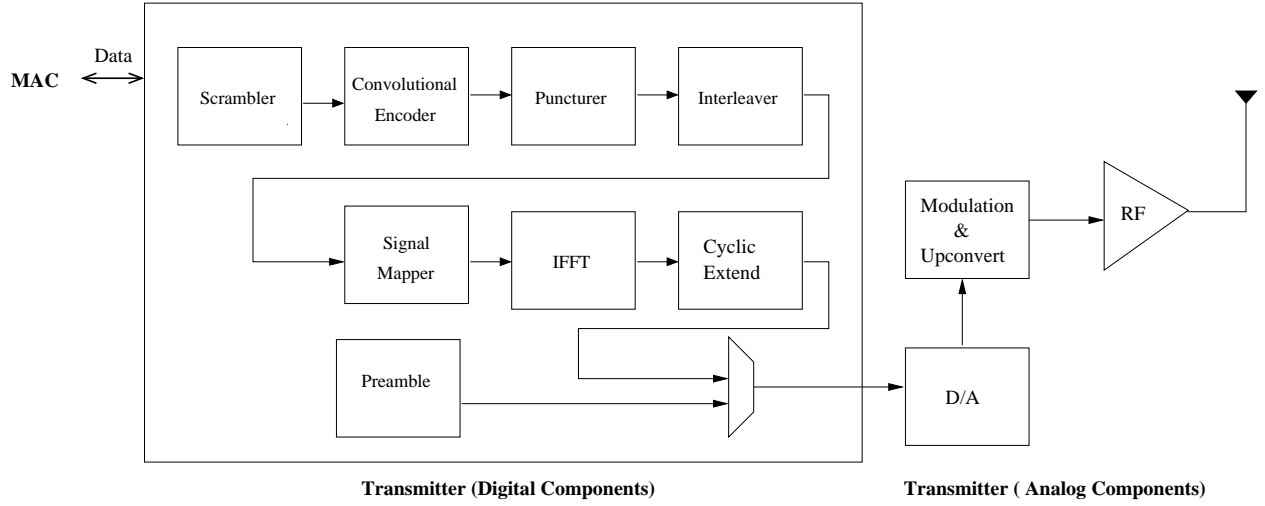 Data
MAC
Scrambler
Convolutional
Encoder
Puncturer
Interleaver
Signal
Mapper
IFFT
Cyclic
Extend
Modulation
&
Upconvert
RF
Preamble
D/A
Transmitter (Digital Components)
Transmitter ( Analog Components)